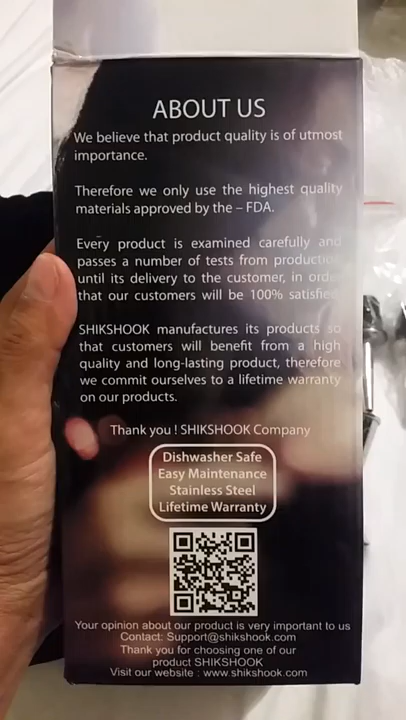 ABOUT US
We believe that product quality is of utmost
importance.
Therefore we only use the highest quality
materials approved by the – FDA.
Every product is examined carefully and
passes a number of tests from production
until its delivery to the customer, in order
that our customers will be 100% satisfied.
SHIKSHOOK manufactures its products so
that customers will benefit from a high
quality and long-lasting product, therefore
we commit ourselves to a lifetime warranty
on our products.
Thank you ! SHIKSHOOK Company
Dishwasher Safe
Easy Maintenance
Stainless Steel
Lifetime Warranty
Your opinion about our product is very important to us
Contact: Support@shikshook.com
Thank you for choosing one of our
product SHIKSHOOK
Visit our website : www.shikshook.com